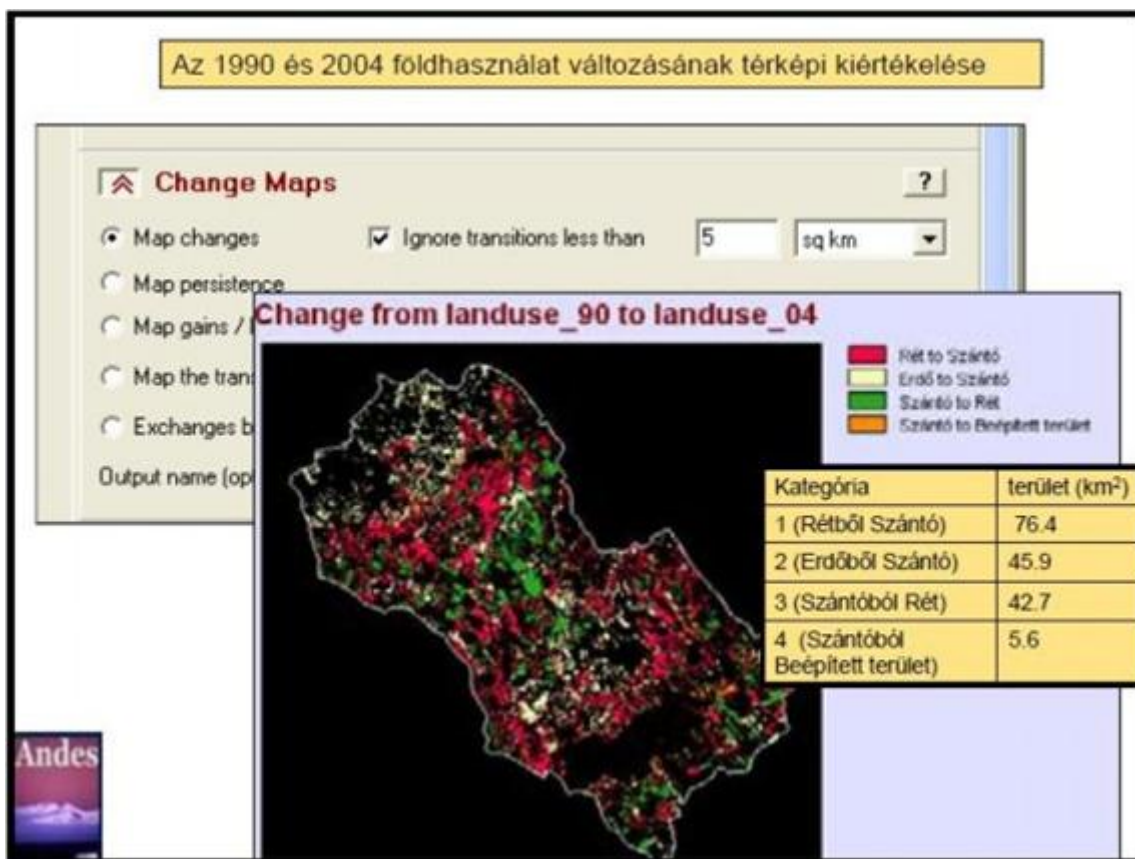 Az 1990 és 2004 földhasználat változásának térképi kiértékelése
Change Maps
?
Map changes
Ignore transitions less than
5
sq km
Map persistence
Map gains /
Map the trans
Exchanges b
Output name (op
Change from landuse_90 to landuse_04
Rét to Szántó
Erdő to Szántó
Szántó to Rét
Szántó to Beépített terület
Kategória terület (km²)
1 (Rétből Szántó) 76.4
2 (Erdőből Szántó) 45.9
3 (Szántóból Rét) 42.7
4 (Szántóból 5.6
Beépített terület)
Andes